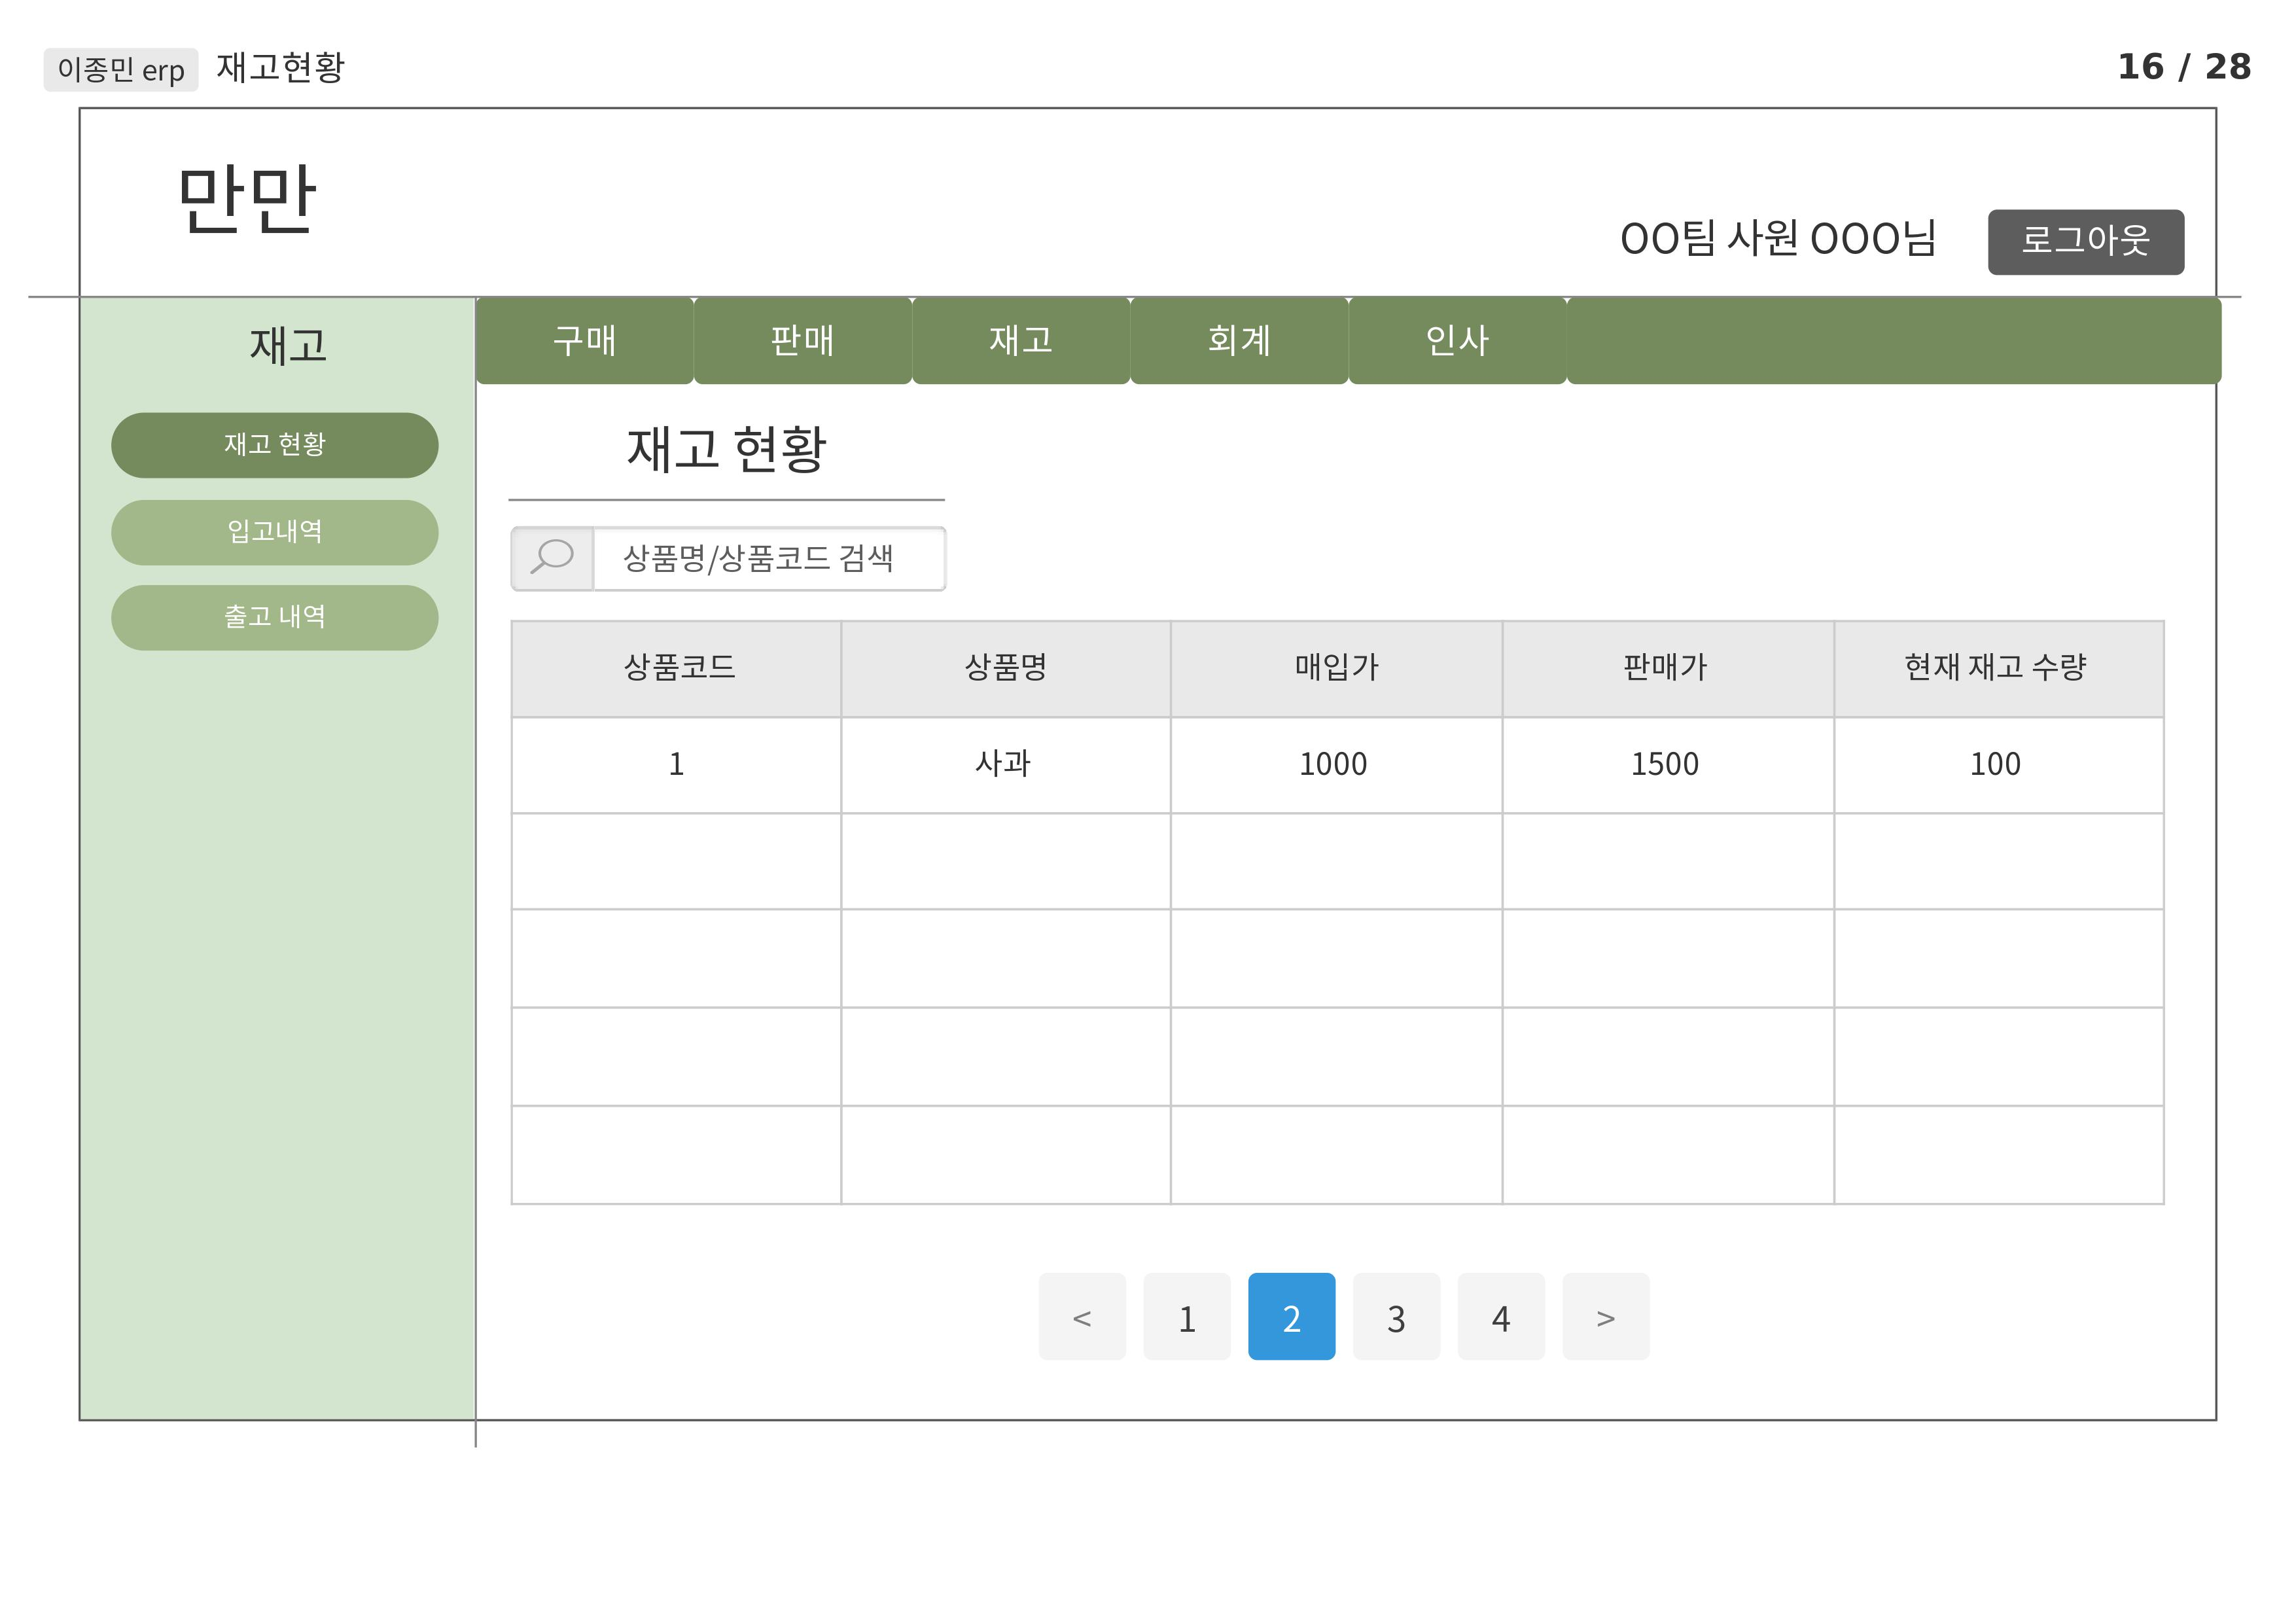 이종민 erp 재고현황 16 / 28
만만
OO팀 사원 OOO님 로그아웃
재고 구매 판매 재고 회계 인사
재고 현황
입고내역
출고 내역
재고 현황
상품명/상품코드 검색
상품코드 상품명 매입가 판매가 현재 재고 수량
1 사과 1000 1500 100
< 1 2 3 4 >